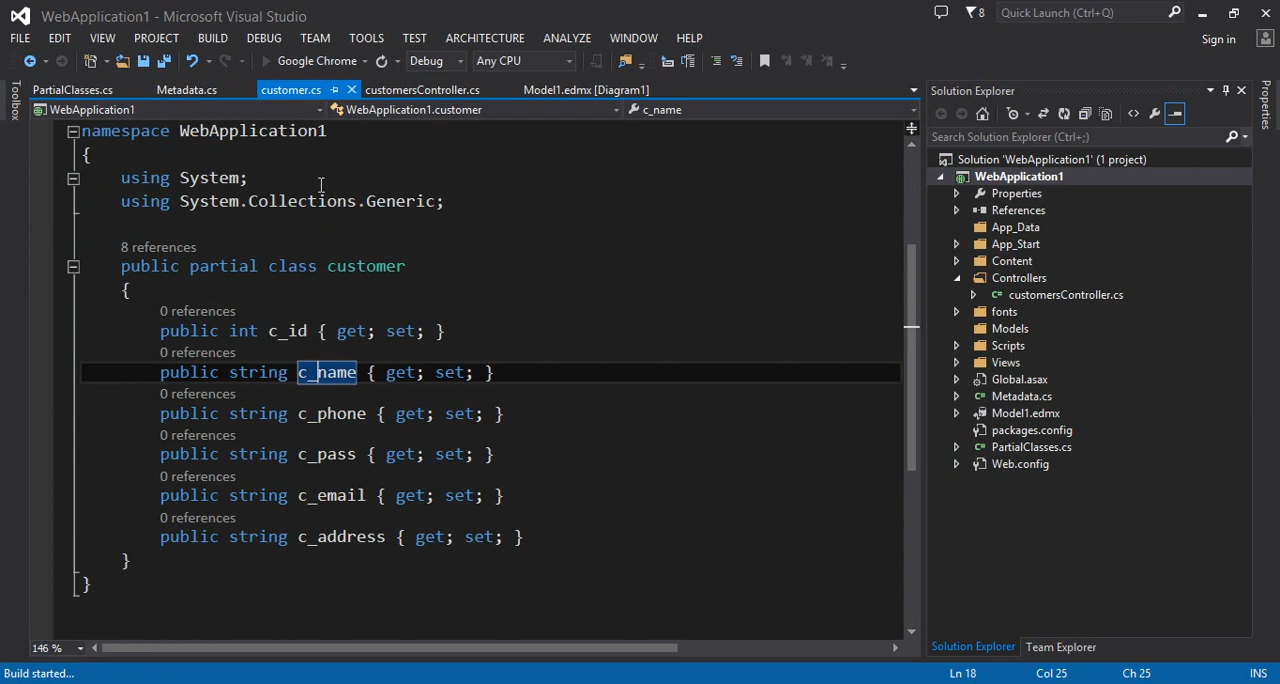 WebApplication1 - Microsoft Visual Studio
8
Quick Launch (Ctrl+Q)
FILE EDIT VIEW PROJECT BUILD DEBUG TEAM TOOLS TEST ARCHITECTURE ANALYZE WINDOW HELP
Sign in
Google Chrome Debug Any CPU
Toolbox
PartialClasses.cs Metadata.cs customer.cs customersController.cs Model1.edmx [Diagram1]
WebApplication1 WebApplication1.customer c_name
namespace WebApplication1
{
using System;
using System.Collections.Generic;
8 references
public partial class customer
{
0 references
public int c_id { get; set; }
0 references
public string c_name { get; set; }
0 references
public string c_phone { get; set; }
0 references
public string c_pass { get; set; }
0 references
public string c_email { get; set; }
0 references
public string c_address { get; set; }
}
}
146 %
Solution Explorer
Search Solution Explorer (Ctrl+;)
Solution 'WebApplication1' (1 project)
WebApplication1
Properties
References
App_Data
App_Start
Content
Controllers
C# customersController.cs
fonts
Models
Scripts
Views
Global.asax
C# Metadata.cs
Model1.edmx
packages.config
C# PartialClasses.cs
Web.config
Solution Explorer Team Explorer
Properties
Build started... Ln 18 Col 25 Ch 25 INS